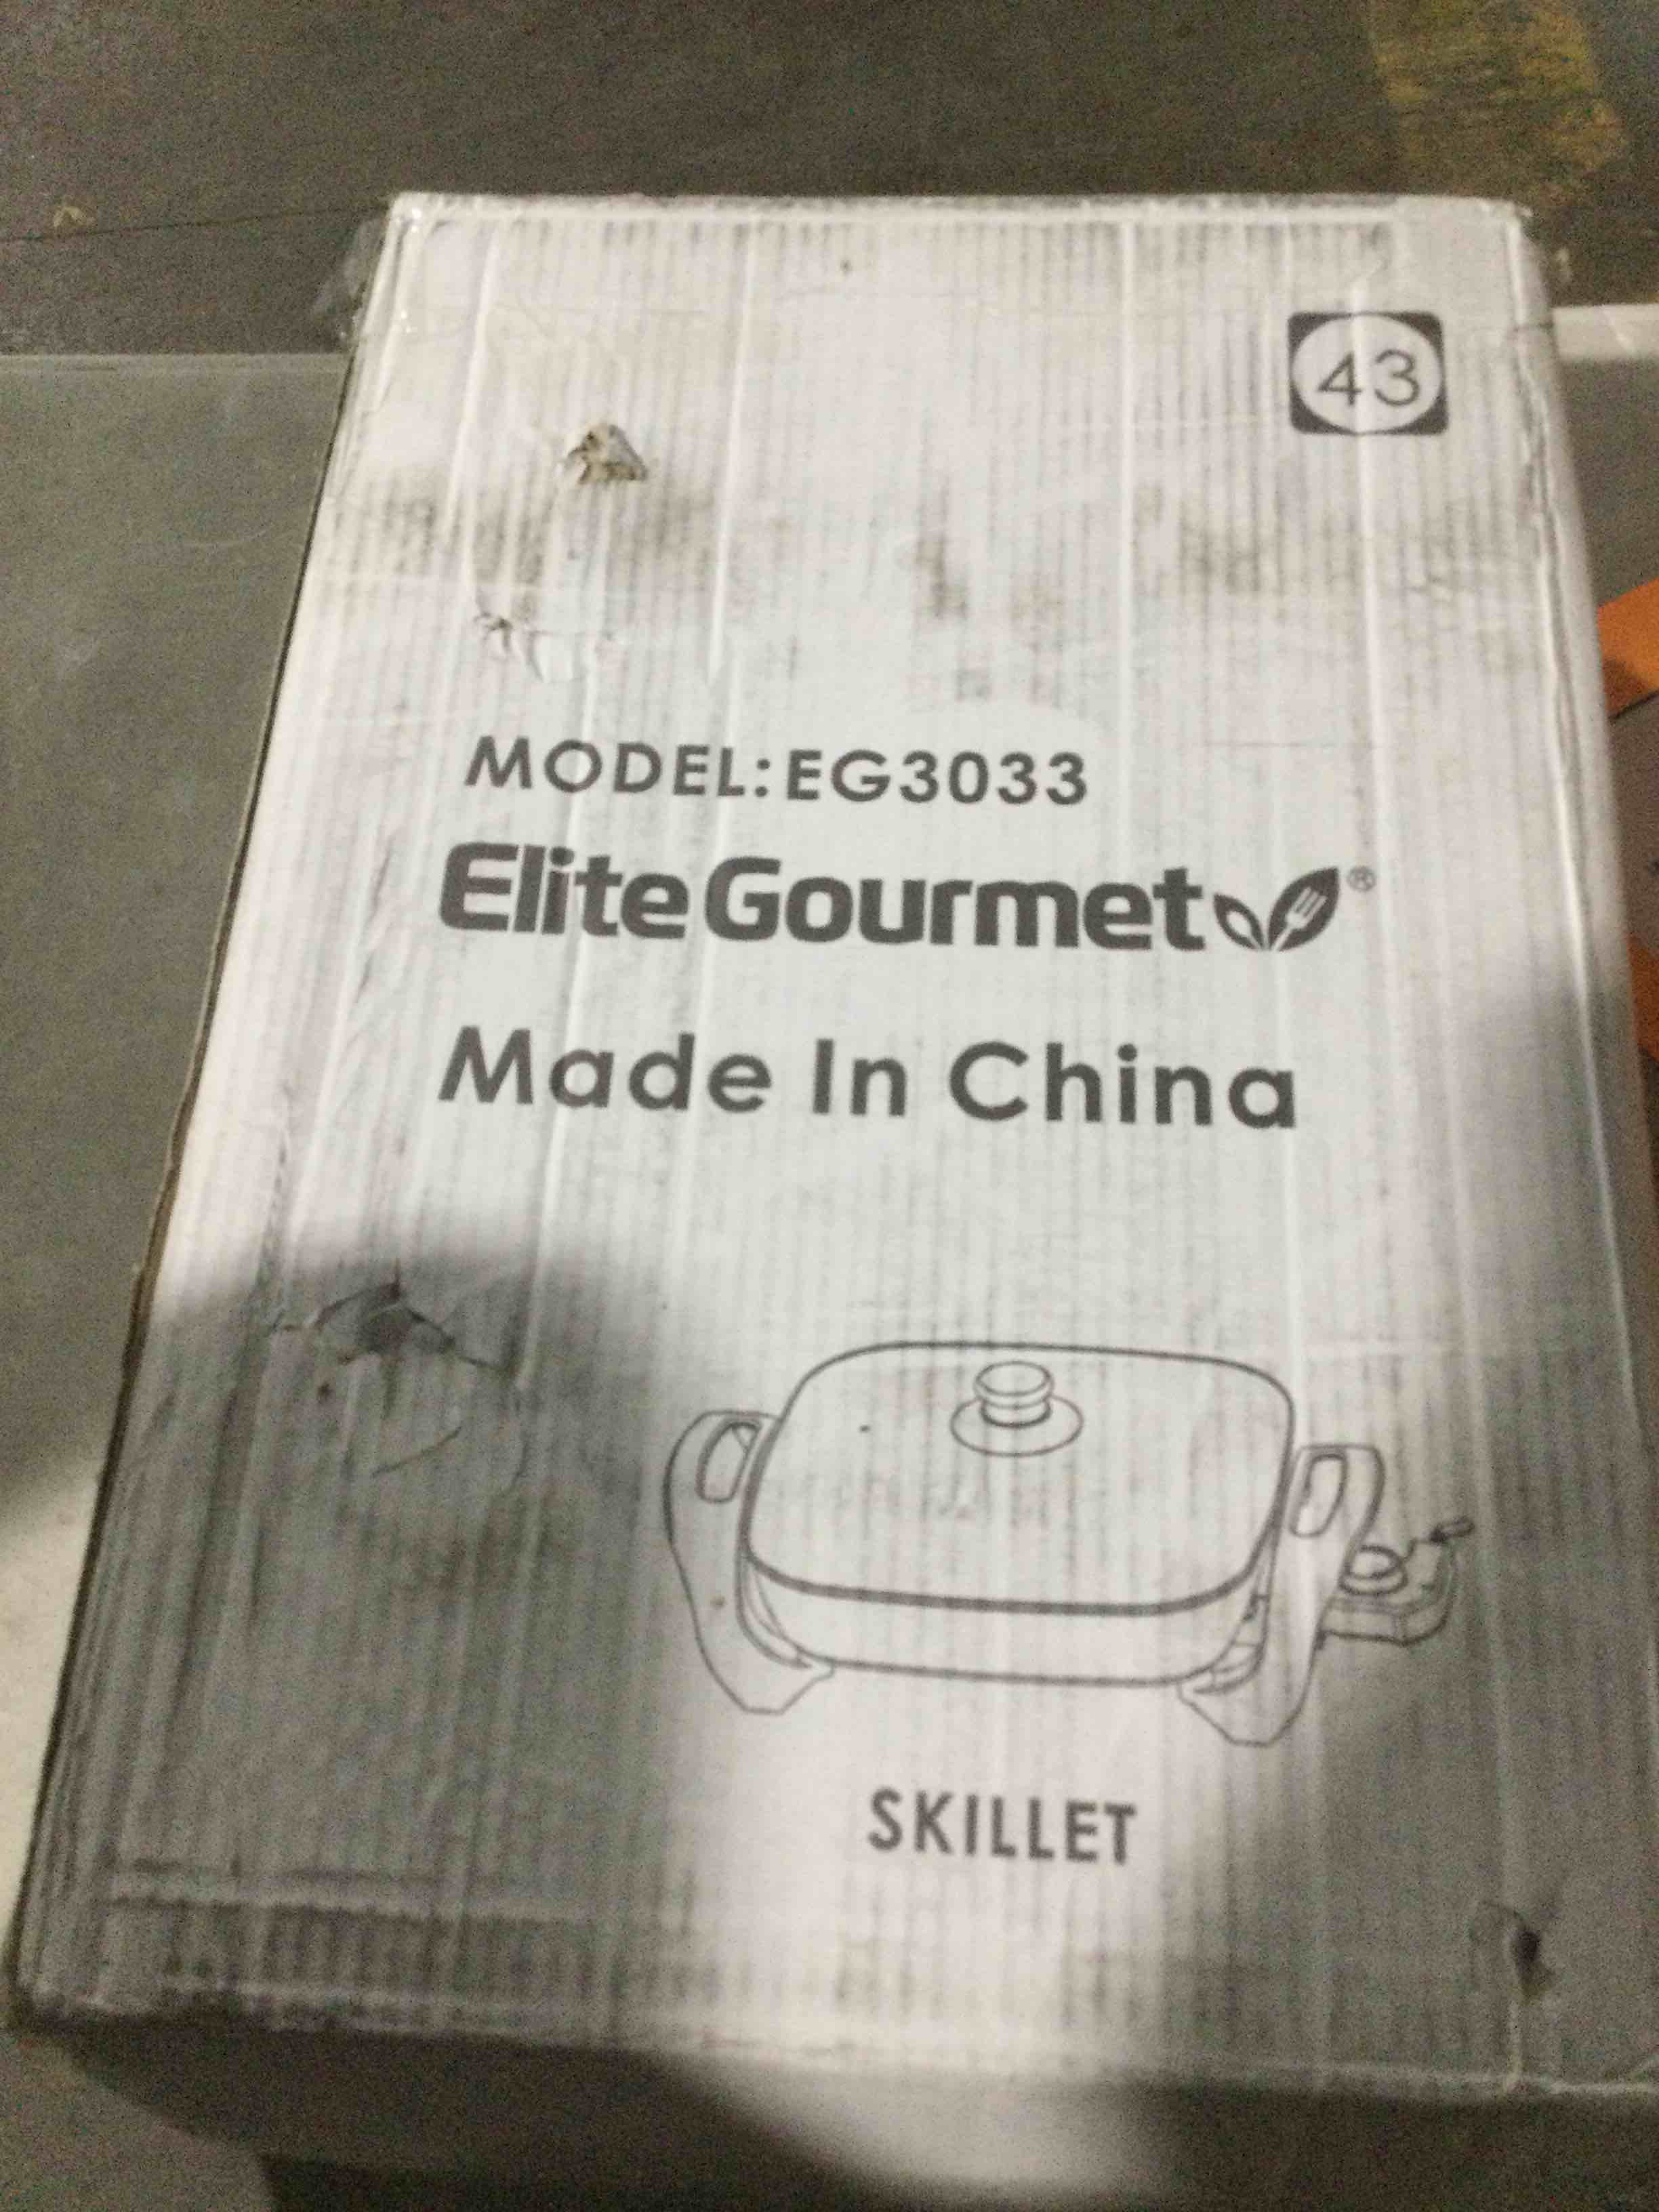 43
MODEL:EG3033
Elite Gourmet®
Made In China
SKILLET